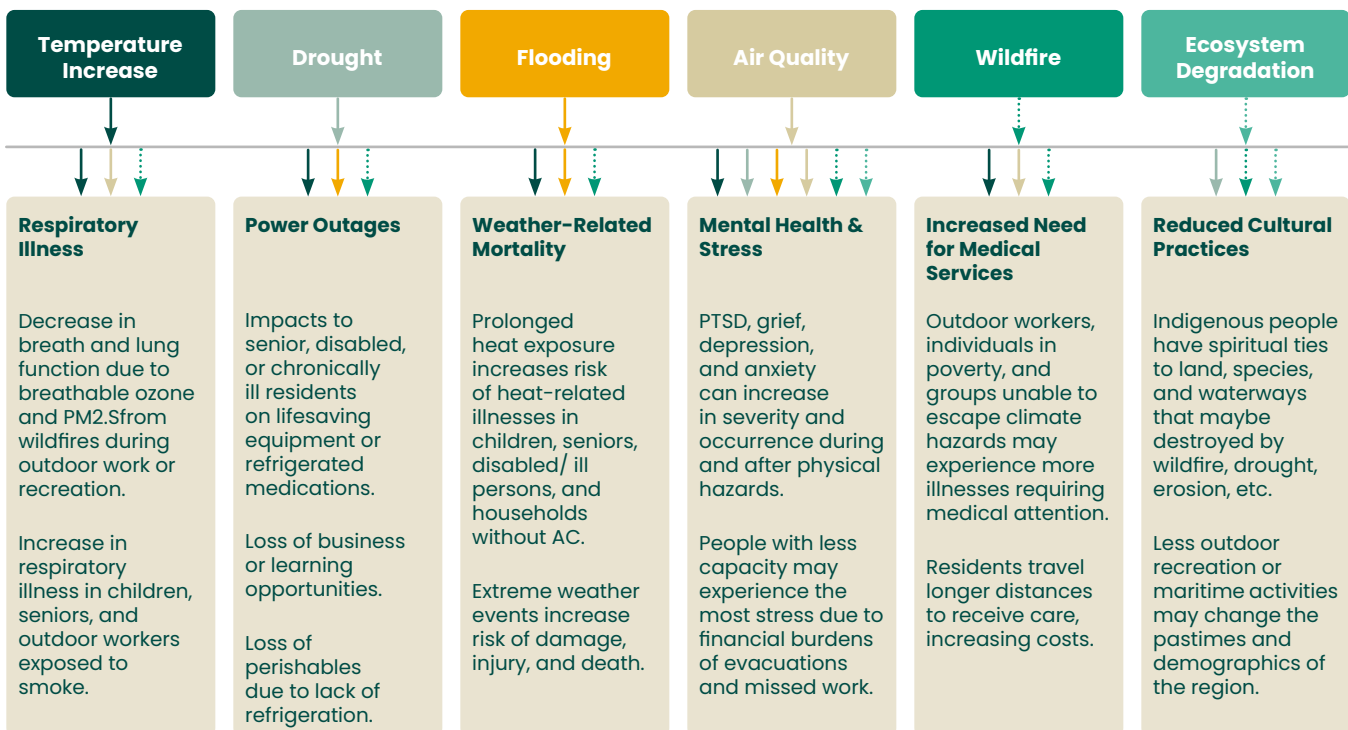 Temperature
Increase
Drought
Flooding
Air Quality
Wildfire
Ecosystem
Degradation
Respiratory
Illness
Decrease in
breath and lung
function due to
breathable ozone
and PM2.Sfrom
wildfires during
outdoor work or
recreation.
Increase in
respiratory
illness in children,
seniors, and
outdoor workers
exposed to
smoke.
Power Outages
Impacts to
senior, disabled,
or chronically
ill residents
on lifesaving
equipment or
refrigerated
medications.
Loss of business
or learning
opportunities.
Loss of
perishables
due to lack of
refrigeration.
Weather-Related
Mortality
Prolonged
heat exposure
increases risk
of heat-related
illnesses in
children, seniors,
disabled/ ill
persons, and
households
without AC.
Extreme weather
events increase
risk of damage,
injury, and death.
Mental Health &
Stress
PTSD, grief,
depression,
and anxiety
can increase
in severity and
occurrence during
and after physical
hazards.
People with less
capacity may
experience the
most stress due to
financial burdens
of evacuations
and missed work.
Increased Need
for Medical
Services
Outdoor workers,
individuals in
poverty, and
groups unable to
escape climate
hazards may
experience more
illnesses requiring
medical attention.
Residents travel
longer distances
to receive care,
increasing costs.
Reduced Cultural
Practices
Indigenous people
have spiritual ties
to land, species,
and waterways
that maybe
destroyed by
wildfire, drought,
erosion, etc.
Less outdoor
recreation or
maritime activities
may change the
pastimes and
demographics of
the region.